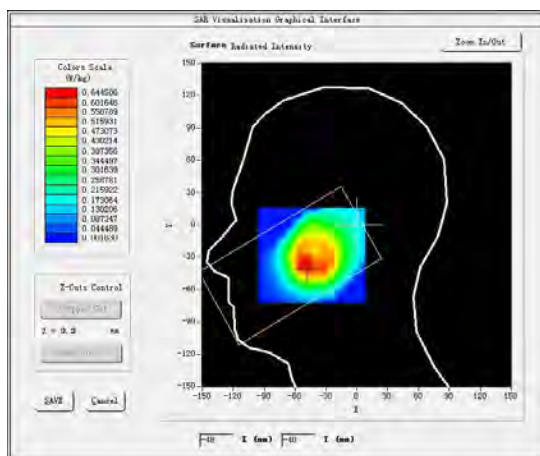 SAR Visualisation Graphical Interface
Surface Radiated Intensity
Zoom In/Out
Colors Scale
(W/kg)
0.644506
0.601648
0.558789
0.515931
0.473073
0.430214
0.387356
0.344497
0.301639
0.258781
0.215922
0.173064
0.130206
0.087347
0.044489
0.001630
Z-Cuts Control
Z = 0.0 mm
SAVE Cancel
150
120
90
60
30
0
-30
-60
-90
-120
-150
Y
-150 -120 -90 -60 -30 0 30 60 90 120 150
X
-48 X (mm) -40 Y (mm)